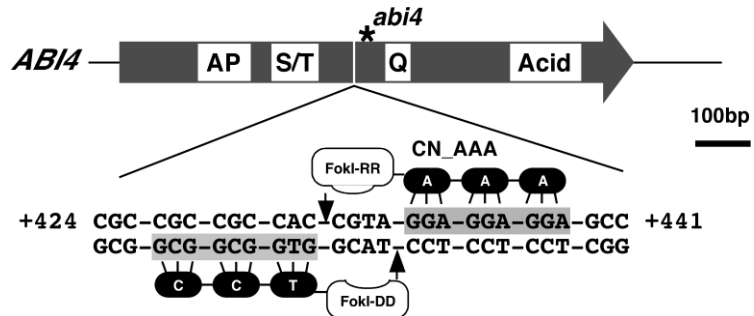 abi4
*
ABI4 AP S/T Q Acid
100bp
CN_AAA
FokI-RR A A A
+424 CGC-CGC-CGC-CAC-CGTA-GGA-GGA-GGA-GCC +441
GCG-GCG-GCG-GTG-GCAT-CCT-CCT-CCT-CGG
C C T FokI-DD